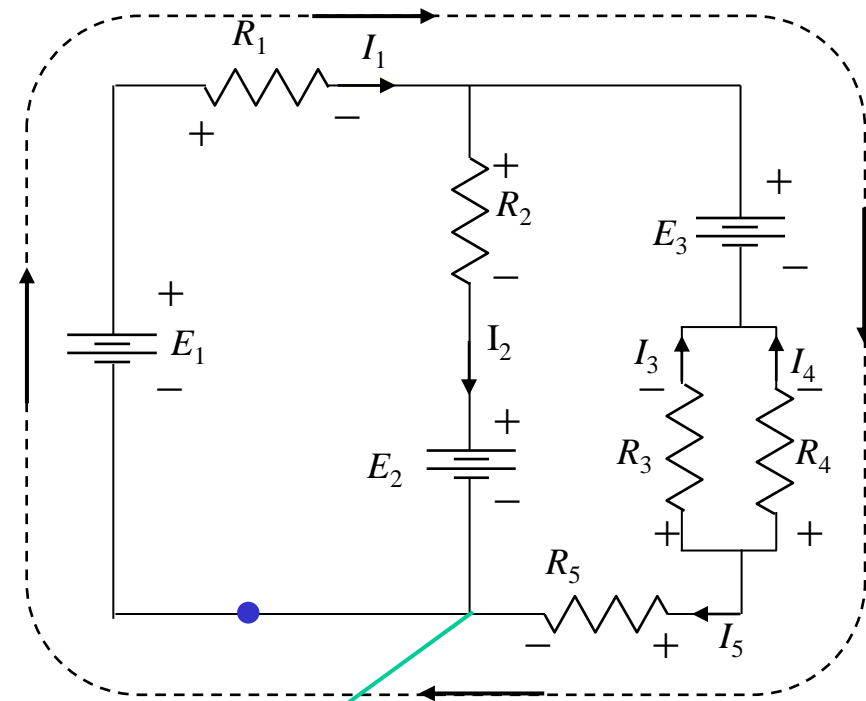 R1
I1
+
−
+
R2
−
+
E3
−
+
E1
−
I2
I3
I4
−
−
+
E2
−
R3
R4
+
+
R5
−
+
I5